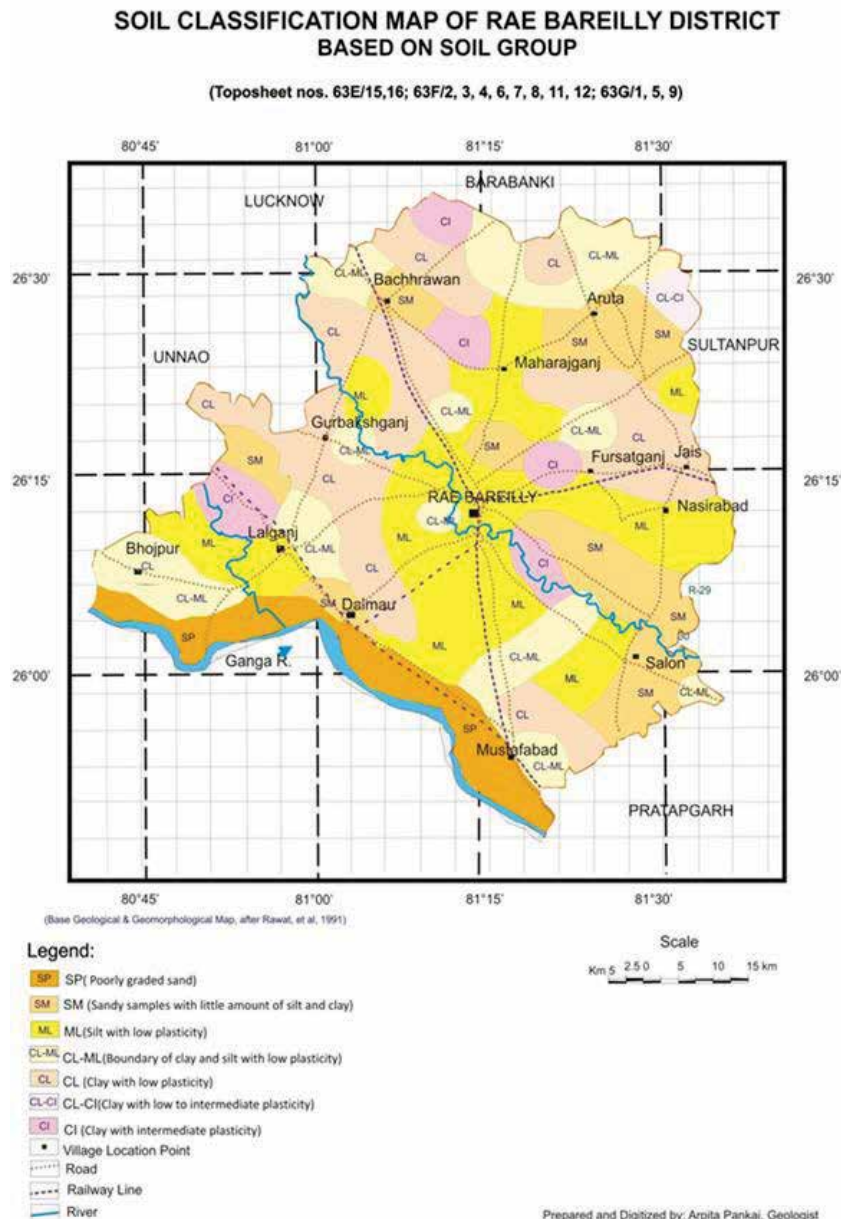 SOIL CLASSIFICATION MAP OF RAE BAREILLY DISTRICT
BASED ON SOIL GROUP
(Toposheet nos. 63E/15,16; 63F/2, 3, 4, 6, 7, 8, 11, 12; 63G/1, 5, 9)
80°45' 81°00' 81°15' 81°30'
BARABANKI
LUCKNOW
CI
CL
CL-ML
CL
CL-ML
26°30' 26°30'
Bachhrawan
CL-CI
SM
Aruta
SM
CL
CI
SM
SULTANPUR
UNNAO
Maharajganj
ML
ML
CL
CL-ML
Gurbakshganj
CL-ML
CL-ML
SM
CL
SM
Fursatganj
Jais
CI
26°15' 26°15'
CL
CI
RAE BAREILLY
Nasirabad
CL-ML
ML
Lalganj
ML
SM
Bhojpur
ML
CL-ML
CI
CL
CL
R-29
CL-ML
SM
Dalmau
ML
SM
SP
ML
CL-ML
Salon
Ganga R.
26°00' 26°00'
ML
SM
CL-ML
CL
SP
Mustafabad
CL-ML
PRATAPGARH
80°45' 81°00' 81°15' 81°30'
(Base Geological & Geomorphological Map, after Rawat, et al, 1991)
Legend:
Scale
Km 5 2.5 0 5 10 15 km
SP SP( Poorly graded sand)
SM SM (Sandy samples with little amount of silt and clay)
ML ML(Silt with low plasticity)
CL-ML CL-ML(Boundary of clay and silt with low plasticity)
CL CL (Clay with low plasticity)
CL-CI CL-CI(Clay with low to intermediate plasticity)
CI CI (Clay with intermediate plasticity)
Village Location Point
Road
Railway Line
River
Prepared and Digitized by: Arpita Pankaj, Geologist